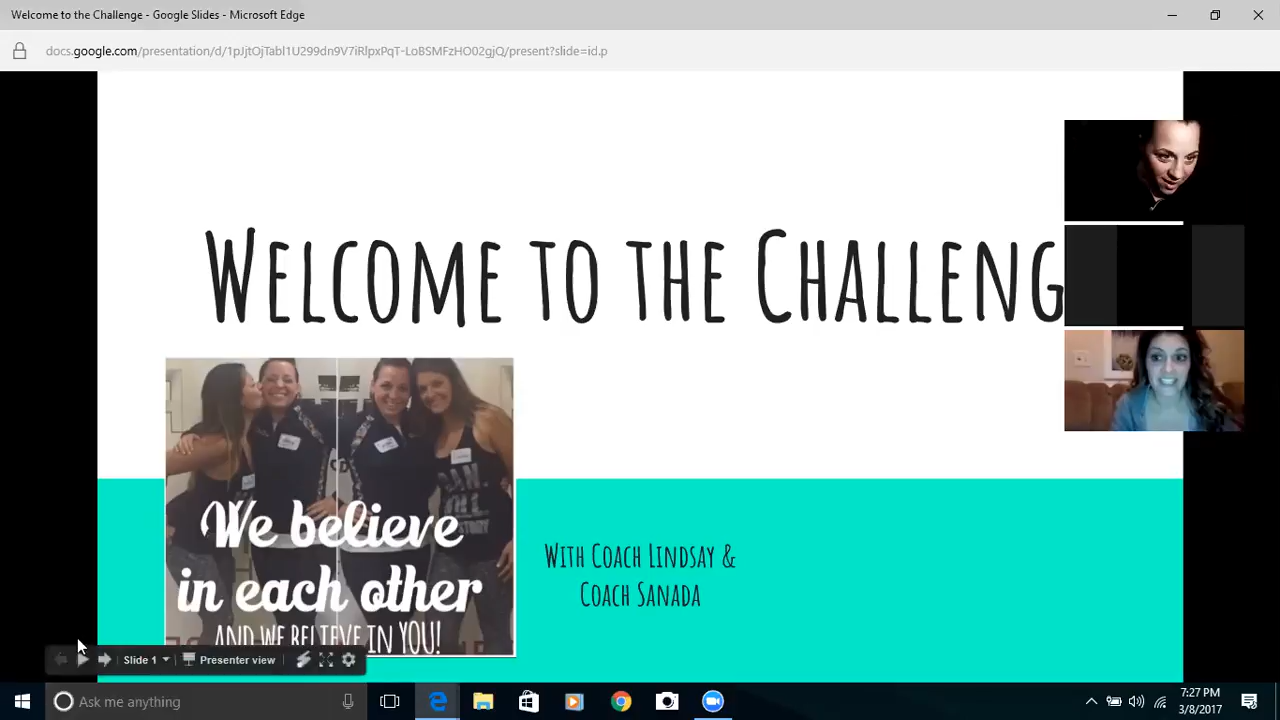 Welcome to the Challenge - Google Slides - Microsoft Edge
docs.google.com/presentation/d/1pJjtOjTabl1U299dn9V7iRlpxPqT-LoBSMFzHO02gjQ/present?slide=id.p
WELCOME TO THE CHALLENG
We believe
in each other
AND WE BELIEVE IN YOU!
WITH COACH LINDSAY &
COACH SANADA
Slide 1
Presenter view
Ask me anything
7:27 PM
3/8/2017